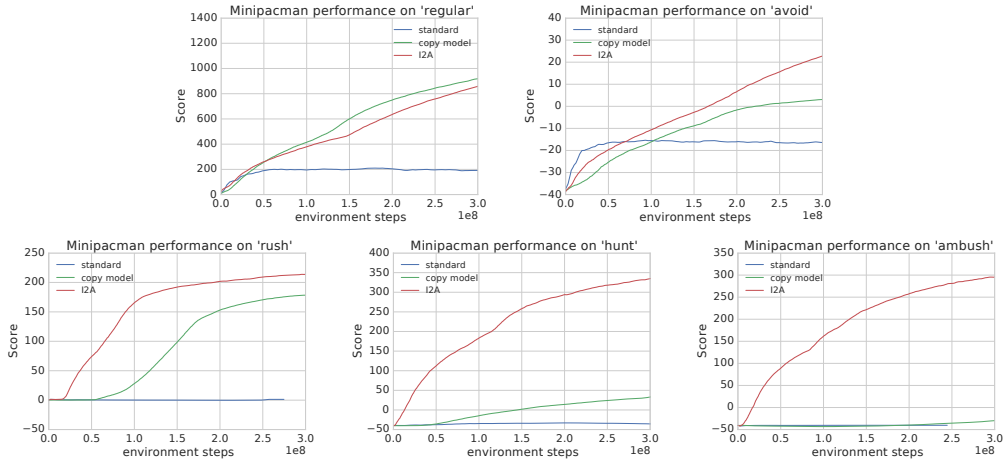 Minipacman performance on 'regular'
1400
1200
1000
800
600
400
200
0
Score
standard
copy model
I2A
0.0 0.5 1.0 1.5 2.0 2.5 3.0
1e8
environment steps
Minipacman performance on 'avoid'
40
30
20
10
0
−10
−20
−30
−40
Score
standard
copy model
I2A
0.0 0.5 1.0 1.5 2.0 2.5 3.0
1e8
environment steps
Minipacman performance on 'rush'
250
200
150
100
50
0
−50
Score
standard
copy model
I2A
0.0 0.5 1.0 1.5 2.0 2.5 3.0
1e8
environment steps
Minipacman performance on 'hunt'
400
350
300
250
200
150
100
50
0
−50
Score
standard
copy model
I2A
0.0 0.5 1.0 1.5 2.0 2.5 3.0
1e8
environment steps
Minipacman performance on 'ambush'
350
300
250
200
150
100
50
0
−50
Score
standard
copy model
I2A
0.0 0.5 1.0 1.5 2.0 2.5 3.0
1e8
environment steps